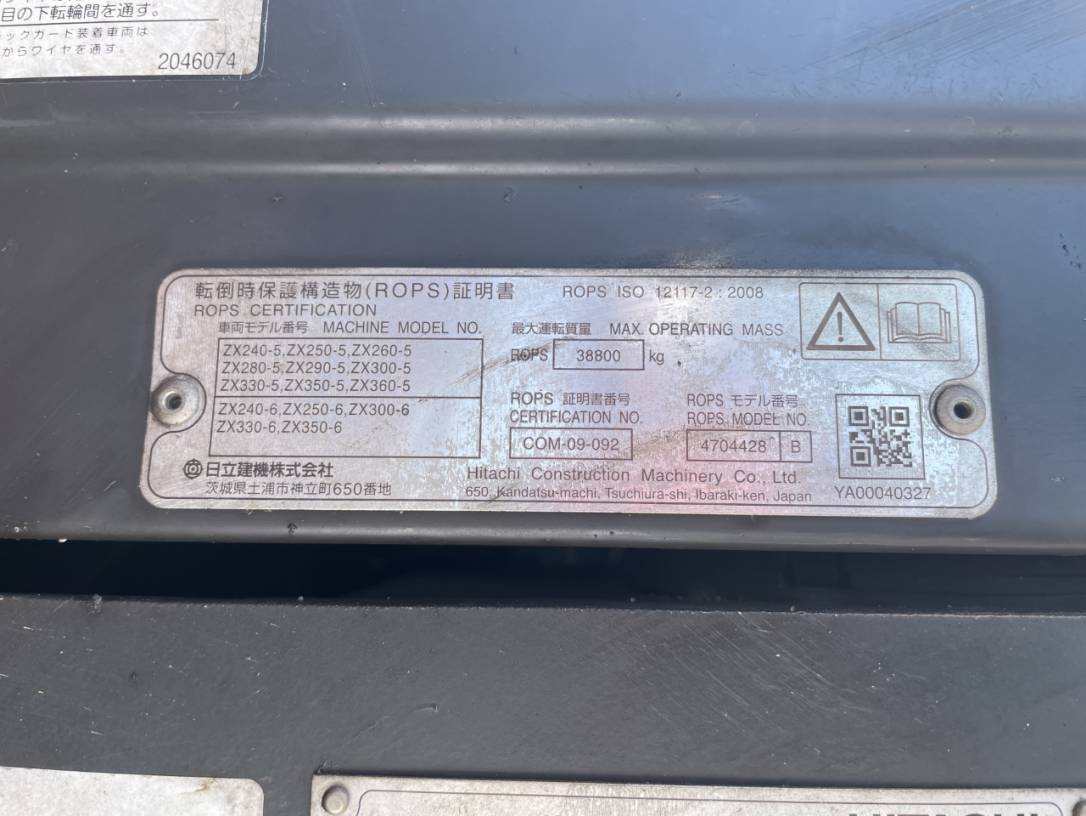 目の下転輪間を通す。
ックガード装着車両は
からワイヤを通す。
2046074
転倒時保護構造物(ROPS)証明書 ROPS ISO 12117-2 : 2008
ROPS CERTIFICATION
車両モデル番号 MACHINE MODEL NO. 最大運転質量 MAX. OPERATING MASS
ZX240-5,ZX250-5,ZX260-5
ZX280-5,ZX290-5,ZX300-5
ZX330-5,ZX350-5,ZX360-5
ROPS 38800 kg
ZX240-6,ZX250-6,ZX300-6
ZX330-6,ZX350-6
ROPS 証明書番号
CERTIFICATION NO.
COM-09-092
ROPS モデル番号
ROPS MODEL NO.
4704428 B
日立建機株式会社
茨城県土浦市神立町650番地
Hitachi Construction Machinery Co., Ltd.
650, Kandatsu-machi, Tsuchiura-shi, Ibaraki-ken, Japan
YA00040327
HITACHI